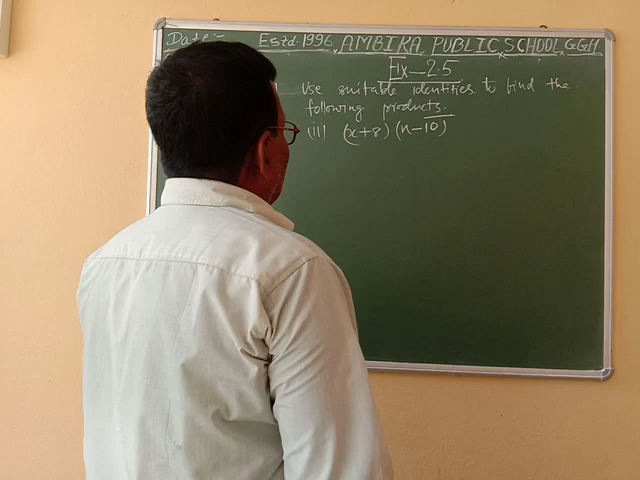 Date:- Estd. 1996, AMBIKA PUBLIC SCHOOL, GGH.
Ex-2.5
Use suitable identities to find the
following products.
(ii) (x+8) (x-10)